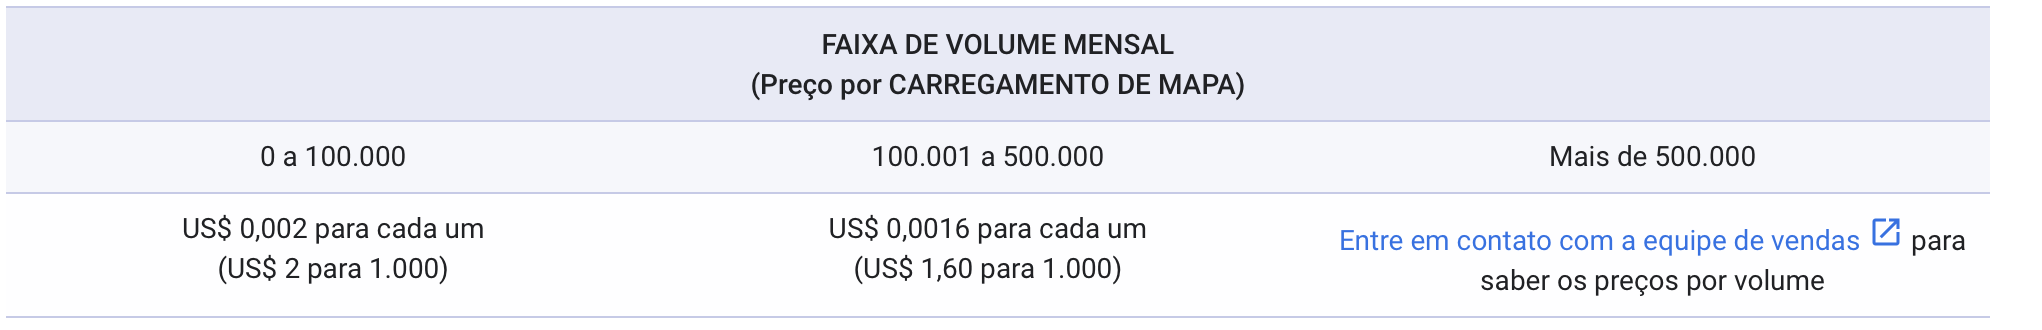 FAIXA DE VOLUME MENSAL
(Preço por CARREGAMENTO DE MAPA)
0 a 100.000
100.001 a 500.000
Mais de 500.000
US$ 0,002 para cada um
(US$ 2 para 1.000)
US$ 0,0016 para cada um
(US$ 1,60 para 1.000)
Entre em contato com a equipe de vendas para
saber os preços por volume